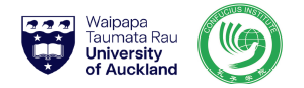 Waipapa
Taumata Rau
University
of Auckland
CONFUCIUS INSTITUTE
孔子学院